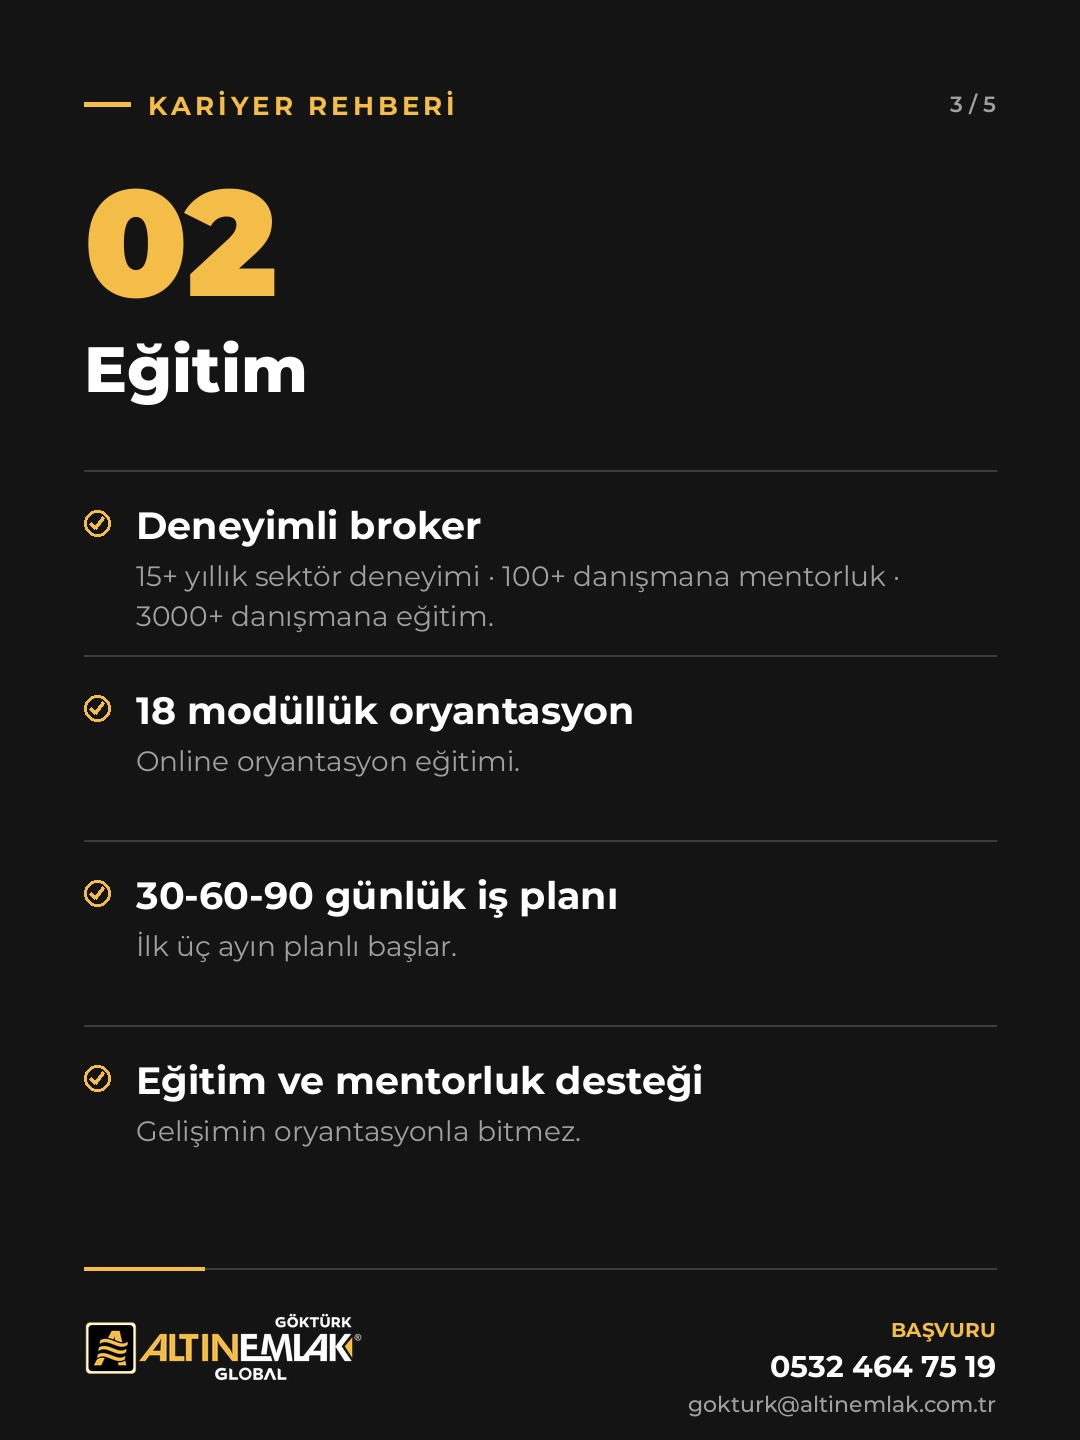 KARİYER REHBERİ
3 / 5
02
Eğitim
Deneyimli broker
15+ yıllık sektör deneyimi · 100+ danışmana mentorluk ·
3000+ danışmana eğitim.
18 modüllük oryantasyon
Online oryantasyon eğitimi.
30-60-90 günlük iş planı
İlk üç ayın planlı başlar.
Eğitim ve mentorluk desteği
Gelişimin oryantasyonla bitmez.
GÖKTÜRK
ALTINEMLAK®
GLOBAL
BAŞVURU
0532 464 75 19
gokturk@altinemlak.com.tr